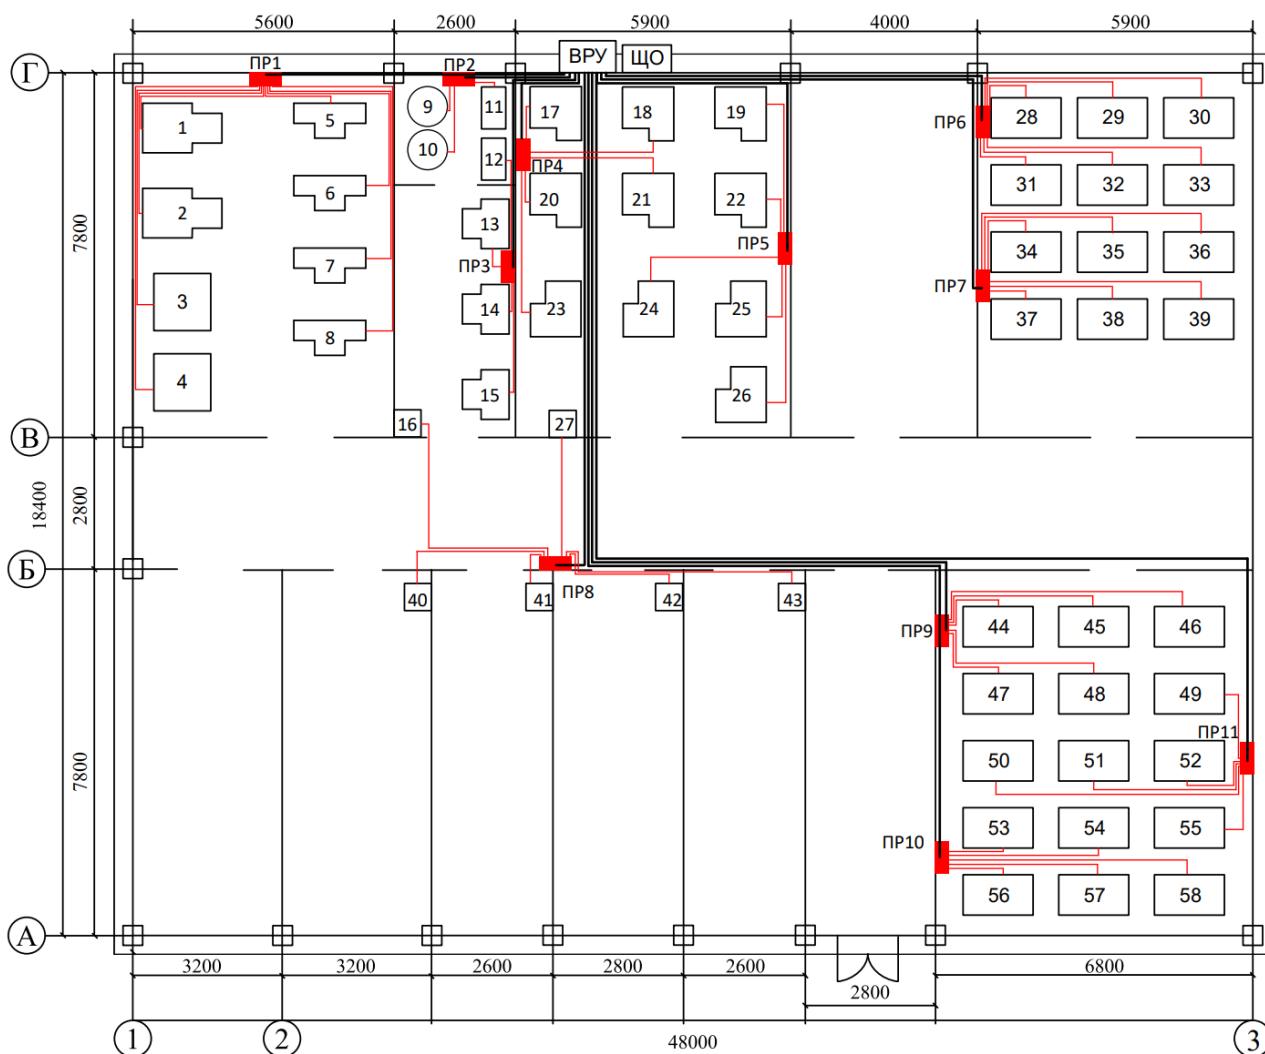 5600 2600 5900 4000 5900
Г ПР1 ПР2 ВРУ ЩО
1 5 9 11 17 18 19 ПР6 28 29 30
10 12 ПР4
2 6 20 21 22 31 32 33
7800 13 ПР5 34 35 36
3 7 ПР3 ПР7
14 23 24 25 37 38 39
4 8 15 26
16 27
В
18400 2800
Б
40 41 ПР8 42 43
ПР9 44 45 46
47 48 49
ПР11
7800 50 51 52
ПР10 53 54 55
56 57 58
А
3200 3200 2600 2800 2600 6800
2800
1 2 48000 3